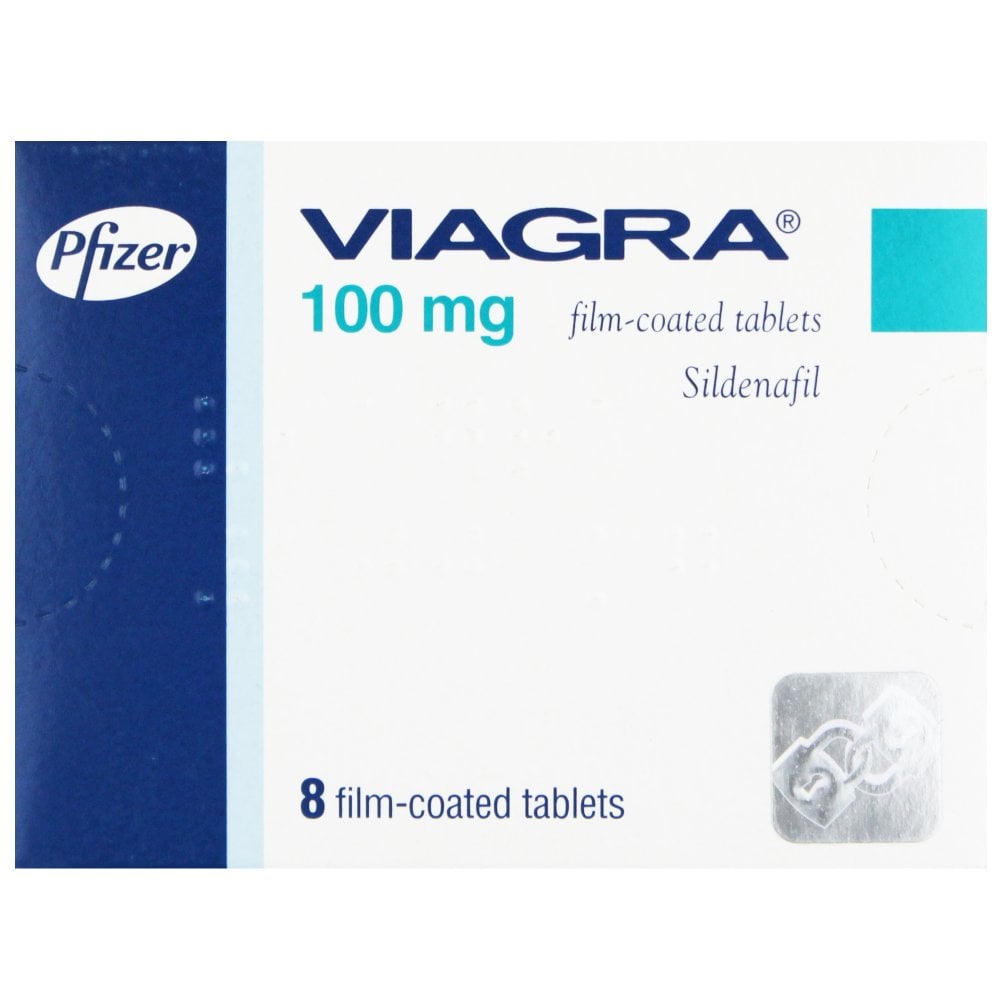 Pfizer
VIAGRA®
100 mg film-coated tablets
Sildenafil
8 film-coated tablets